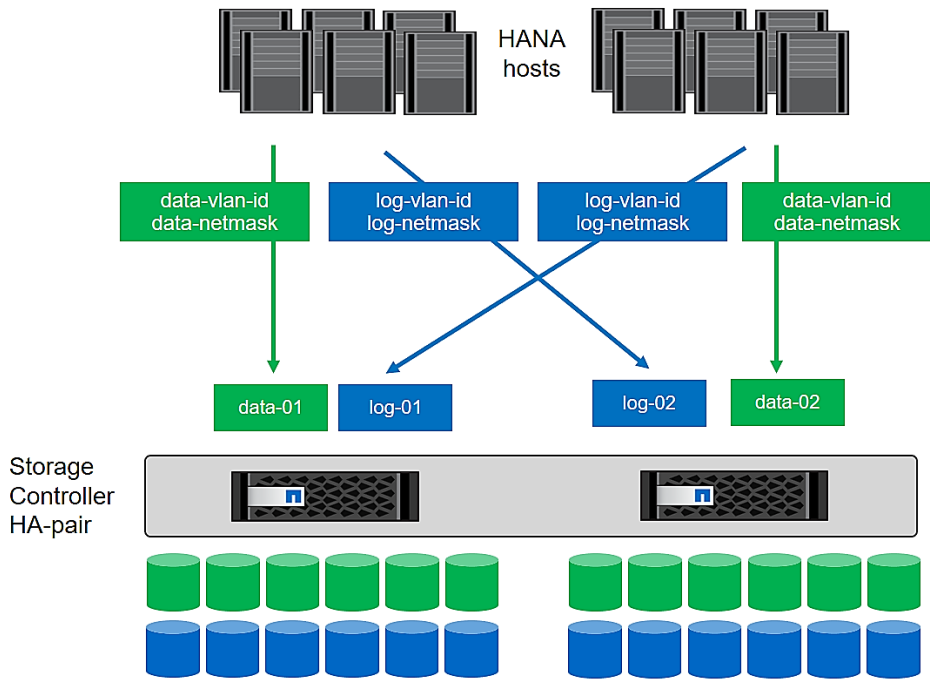 HANA
hosts
data-vlan-id
data-netmask
log-vlan-id
log-netmask
log-vlan-id
log-netmask
data-vlan-id
data-netmask
data-01
log-01
log-02
data-02
Storage
Controller
HA-pair